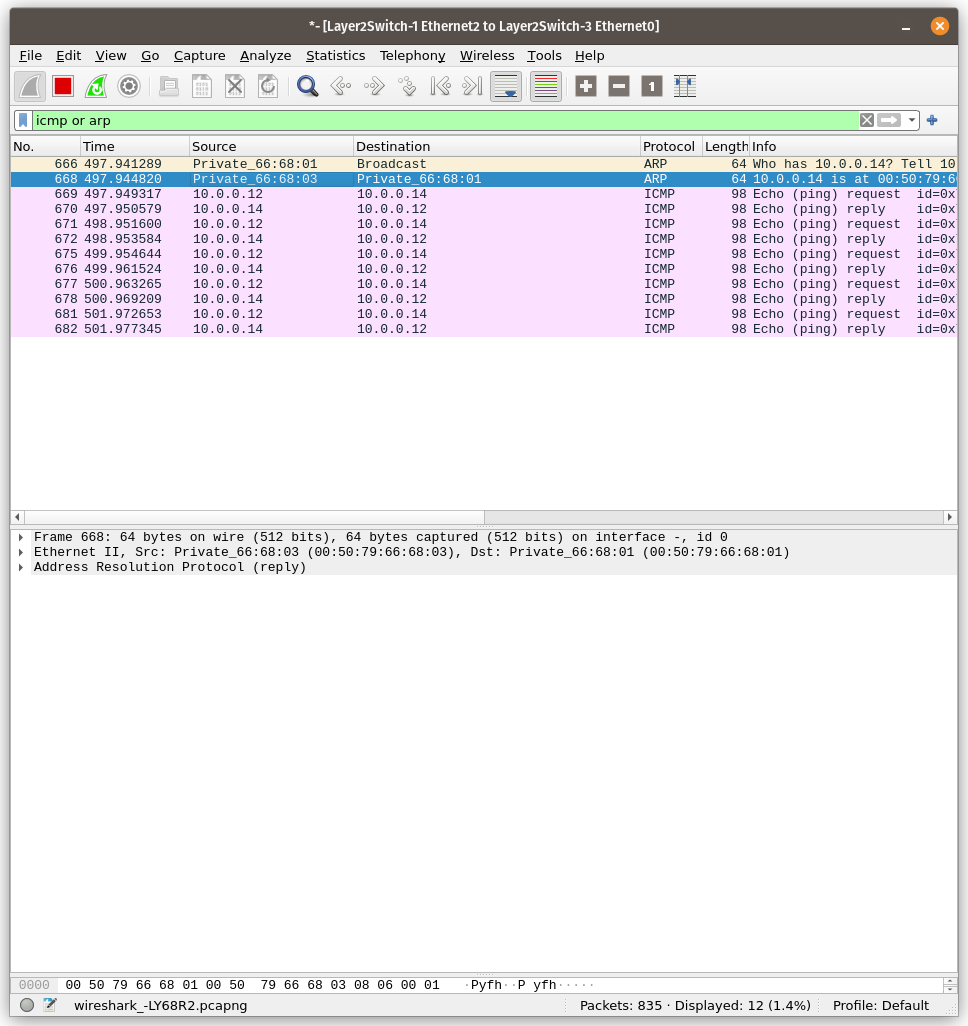 *- [Layer2Switch-1 Ethernet2 to Layer2Switch-3 Ethernet0]
File Edit View Go Capture Analyze Statistics Telephony Wireless Tools Help
1
icmp or arp
No. Time Source Destination Protocol Length Info
666 497.941289 Private_66:68:01 Broadcast ARP 64 Who has 10.0.0.14? Tell 10
668 497.944820 Private_66:68:03 Private_66:68:01 ARP 64 10.0.0.14 is at 00:50:79:6
669 497.949317 10.0.0.12 10.0.0.14 ICMP 98 Echo (ping) request id=0x
670 497.950579 10.0.0.14 10.0.0.12 ICMP 98 Echo (ping) reply id=0x
671 498.951600 10.0.0.12 10.0.0.14 ICMP 98 Echo (ping) request id=0x
672 498.953584 10.0.0.14 10.0.0.12 ICMP 98 Echo (ping) reply id=0x
675 499.954644 10.0.0.12 10.0.0.14 ICMP 98 Echo (ping) request id=0x
676 499.961524 10.0.0.14 10.0.0.12 ICMP 98 Echo (ping) reply id=0x
677 500.963265 10.0.0.12 10.0.0.14 ICMP 98 Echo (ping) request id=0x
678 500.969209 10.0.0.14 10.0.0.12 ICMP 98 Echo (ping) reply id=0x
681 501.972653 10.0.0.12 10.0.0.14 ICMP 98 Echo (ping) request id=0x
682 501.977345 10.0.0.14 10.0.0.12 ICMP 98 Echo (ping) reply id=0x
Frame 668: 64 bytes on wire (512 bits), 64 bytes captured (512 bits) on interface -, id 0
Ethernet II, Src: Private_66:68:03 (00:50:79:66:68:03), Dst: Private_66:68:01 (00:50:79:66:68:01)
Address Resolution Protocol (reply)
0000 00 50 79 66 68 01 00 50 79 66 68 03 08 06 00 01 ·Pyfh··P yfh·····
wireshark_-LY68R2.pcapng Packets: 835 · Displayed: 12 (1.4%) Profile: Default